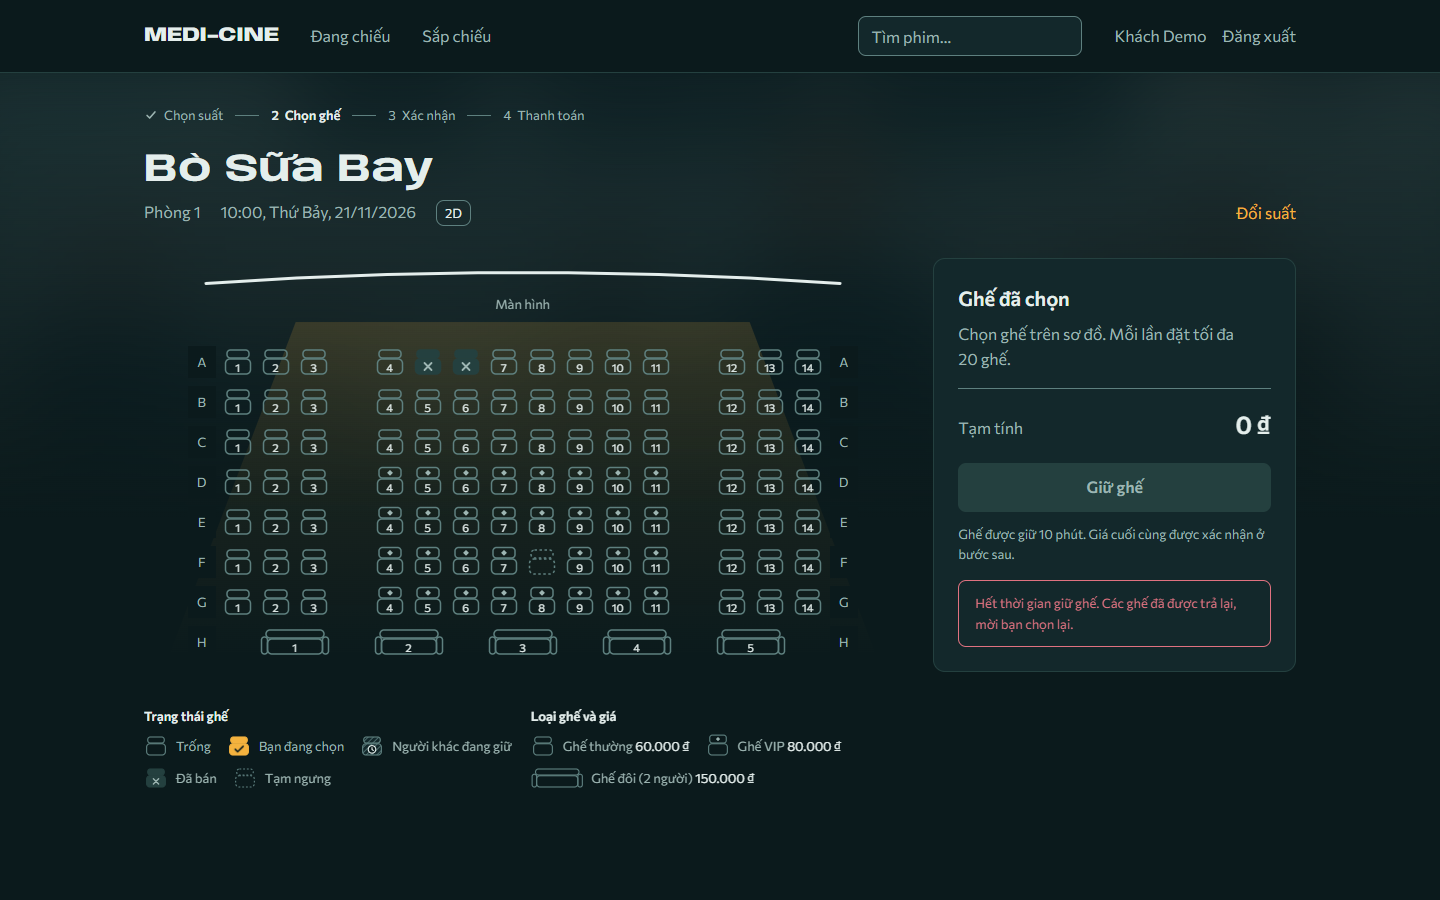 MEDI-CINE Đang chiếu Sắp chiếu Tìm phim... Khách Demo Đăng xuất
Chọn suất 2 Chọn ghế 3 Xác nhận 4 Thanh toán
Bò Sữa Bay
Phòng 1 10:00, Thứ Bảy, 21/11/2026 2D Đổi suất
Màn hình
A 1 2 3 4 7 8 9 10 11 12 13 14 A
B 1 2 3 4 5 6 7 8 9 10 11 12 13 14 B
C 1 2 3 4 5 6 7 8 9 10 11 12 13 14 C
D 1 2 3 4 5 6 7 8 9 10 11 12 13 14 D
E 1 2 3 4 5 6 7 8 9 10 11 12 13 14 E
F 1 2 3 4 5 6 7 9 10 11 12 13 14 F
G 1 2 3 4 5 6 7 8 9 10 11 12 13 14 G
H 1 2 3 4 5 H
Ghế đã chọn
Chọn ghế trên sơ đồ. Mỗi lần đặt tối đa
20 ghế.
Tạm tính 0 ₫
Giữ ghế
Ghế được giữ 10 phút. Giá cuối cùng được xác nhận ở
bước sau.
Hết thời gian giữ ghế. Các ghế đã được trả lại,
mời bạn chọn lại.
Trạng thái ghế
Trống Bạn đang chọn Người khác đang giữ
Đã bán Tạm ngưng
Loại ghế và giá
Ghế thường 60.000 ₫ Ghế VIP 80.000 ₫
Ghế đôi (2 người) 150.000 ₫